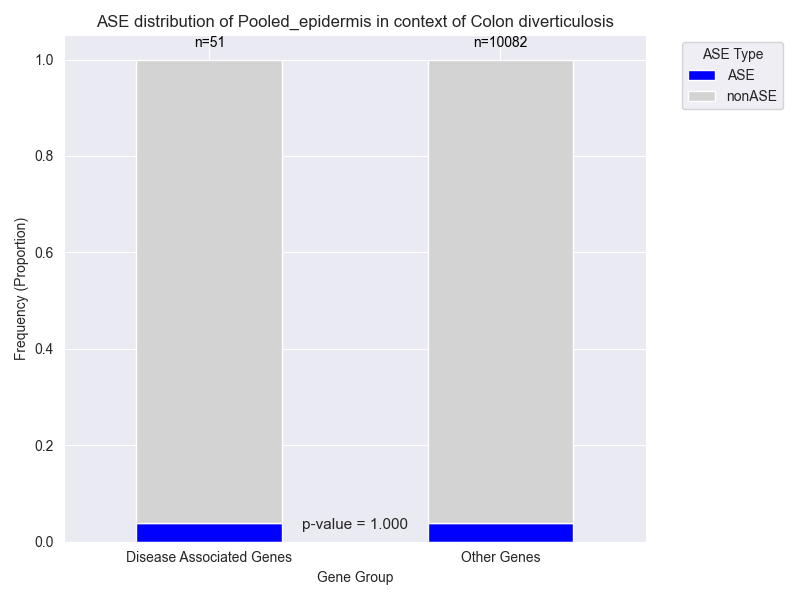 ASE distribution of Pooled_epidermis in context of Colon diverticulosis
n=51
n=10082
ASE Type
ASE
nonASE
Frequency (Proportion)
1.0
0.8
0.6
0.4
0.2
0.0
p-value = 1.000
Disease Associated Genes
Other Genes
Gene Group